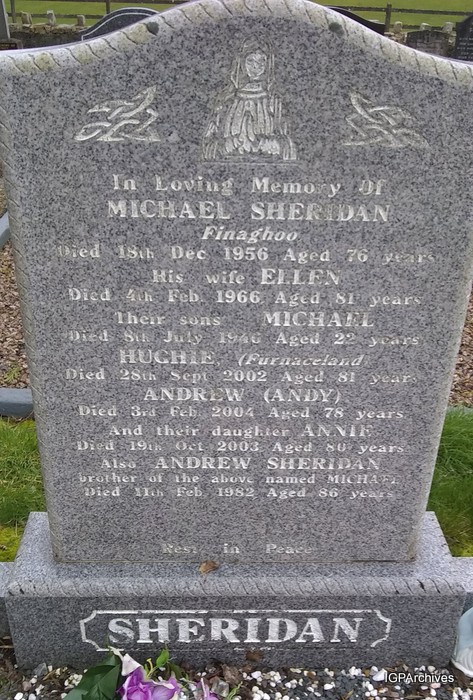 In Loving Memory Of
MICHAEL SHERIDAN
Finaghoo
Died 18th Dec 1956 Aged 76 years
His wife ELLEN
Died 4th Feb. 1966 Aged 81 years
Their sons MICHAEL
Died 8th July 1946 Aged 22 years
HUGHIE (Furnaceland
Died 28th Sept 2002 Aged 81 years
ANDREW (ANDY)
Died 3rd Feb. 2004 Aged 78 years
And their daughter ANNIE
Died 19th Oct 2003 Aged years
Also ANDREW SHERIDAN
brother of the above named MICHAEL
Died 11th Feb 1982 Aged 86 years
Rest in Peace
SHERIDAN
IGPArchives